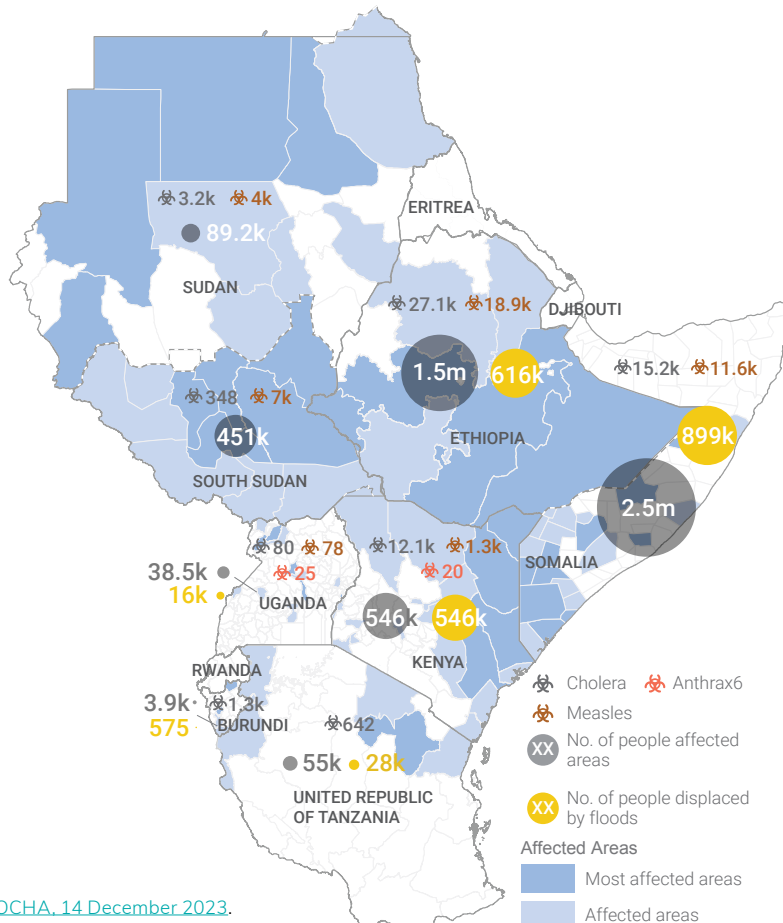 ERITREA
3.2k 4k
89.2k
SUDAN
27.1k 18.9k
DJIBOUTI
15.2k 11.6k
1.5m 616k
348 7k
451k
ETHIOPIA
899k
SOUTH SUDAN
2.5m
80 78
12.1k 1.3k
SOMALIA
38.5k
25
20
16k
UGANDA
546k 546k
KENYA
RWANDA
3.9k 1.3k
575 BURUNDI
642
55k 28k
UNITED REPUBLIC
OF TANZANIA
Cholera Anthrax6
Measles
XX No. of people affected
areas
XX No. of people displaced
by floods
Affected Areas
Most affected areas
Affected areas
OCHA, 14 December 2023.